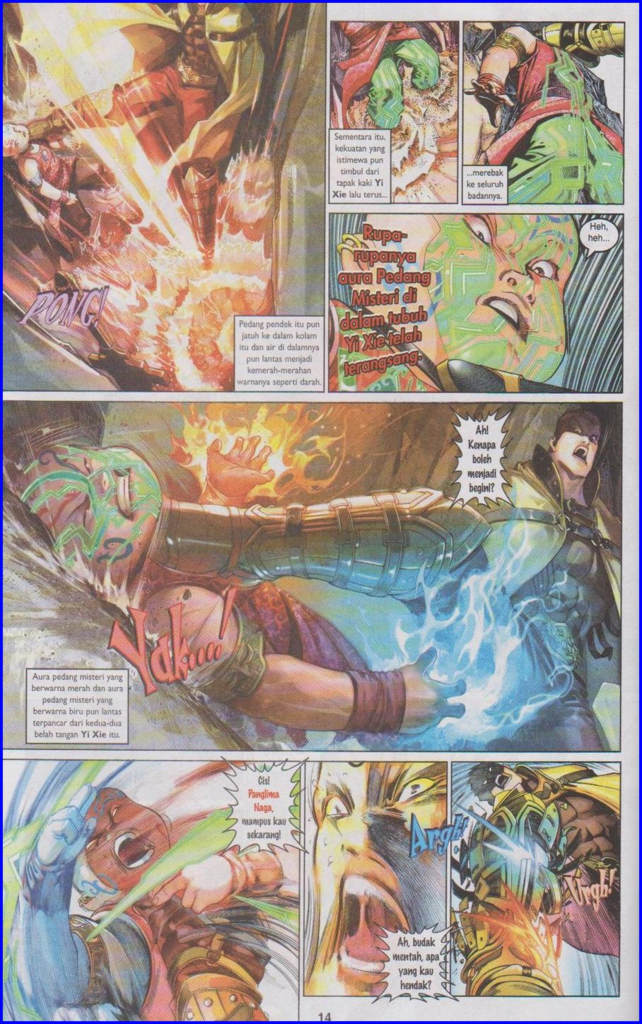 PONG!
Pedang pendek itu pun
jatuh ke dalam kolam
itu dan air di dalamnya
pun lantas menjadi
kemerah-merahan
warnanya seperti darah.
Sementara itu,
kekuatan yang
istimewa pun
timbul dari
tapak kaki Yi
Xie lalu terus...
...merebak
ke seluruh
badannya.
Rupa-
rupanya
aura Pedang
Misteri di
dalam tubuh
Yi Xie telah
terangsang.
Heh,
heh...
Ah!
Kenapa
boleh
menjadi
begini?
Ydk....!
Aura pedang misteri yang
berwarna merah dan aura
pedang misteri yang
berwarna biru pun lantas
terpancar dari kedua-dua
belah tangan Yi Xie itu.
Cis!
Panglima
Naga,
mampus kau
sekarang!
Argh!
Ah, budak
mentah, apa
yang kau
hendak?
Urgh!
14